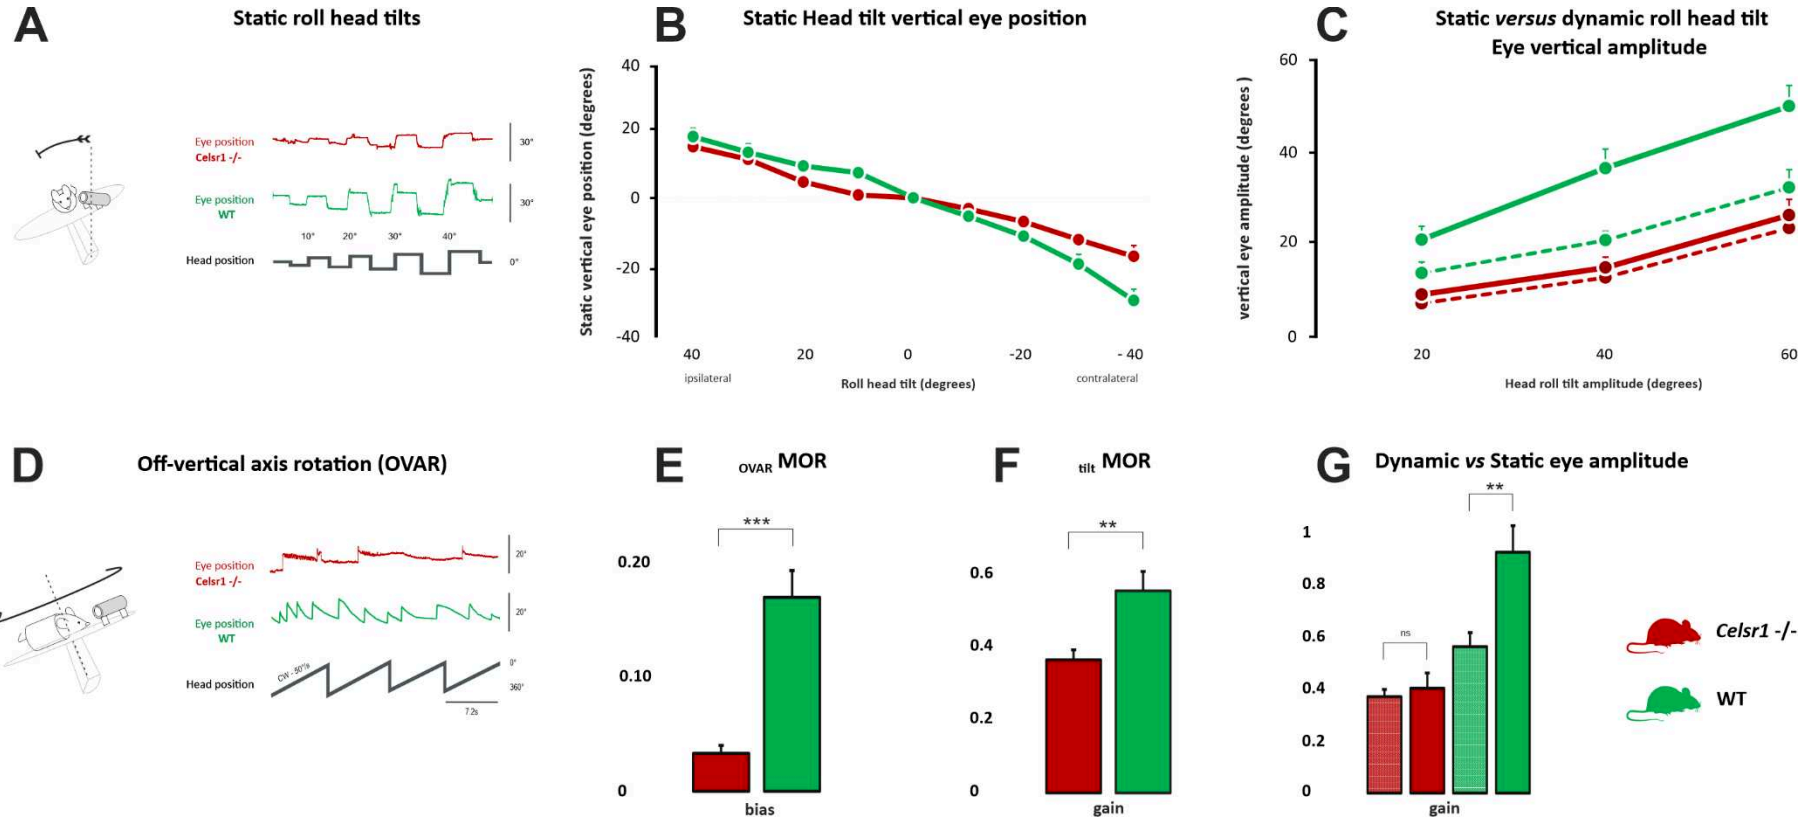 A
Static roll head tilts
Eye position
Celsr1 -/-
30°
Eye position
WT
30°
10° 20° 30° 40°
Head position
0°
B
Static Head tilt vertical eye position
Static vertical eye position (degrees)
40
20
0
-20
-40
40 20 0 -20 - 40
ipsilateral
Roll head tilt (degrees)
contralateral
C
Static versus dynamic roll head tilt
Eye vertical amplitude
vertical eye amplitude (degrees )
60
40
20
0
20 40 60
Head roll tilt amplitude (degrees)
D
Off-vertical axis rotation (OVAR)
Eye position
Celsr1 -/-
20°
Eye position
WT
20°
Head position
CW - 50°/s
0°
360°
7.2s
E
OVAR MOR
***
0.20
0.10
0
bias
F
tilt MOR
**
0.6
0.4
0.2
0
gain
G
Dynamic vs Static eye amplitude
**
ns
1
0.8
0.6
0.4
0.2
0
gain
Celsr1 -/-
WT